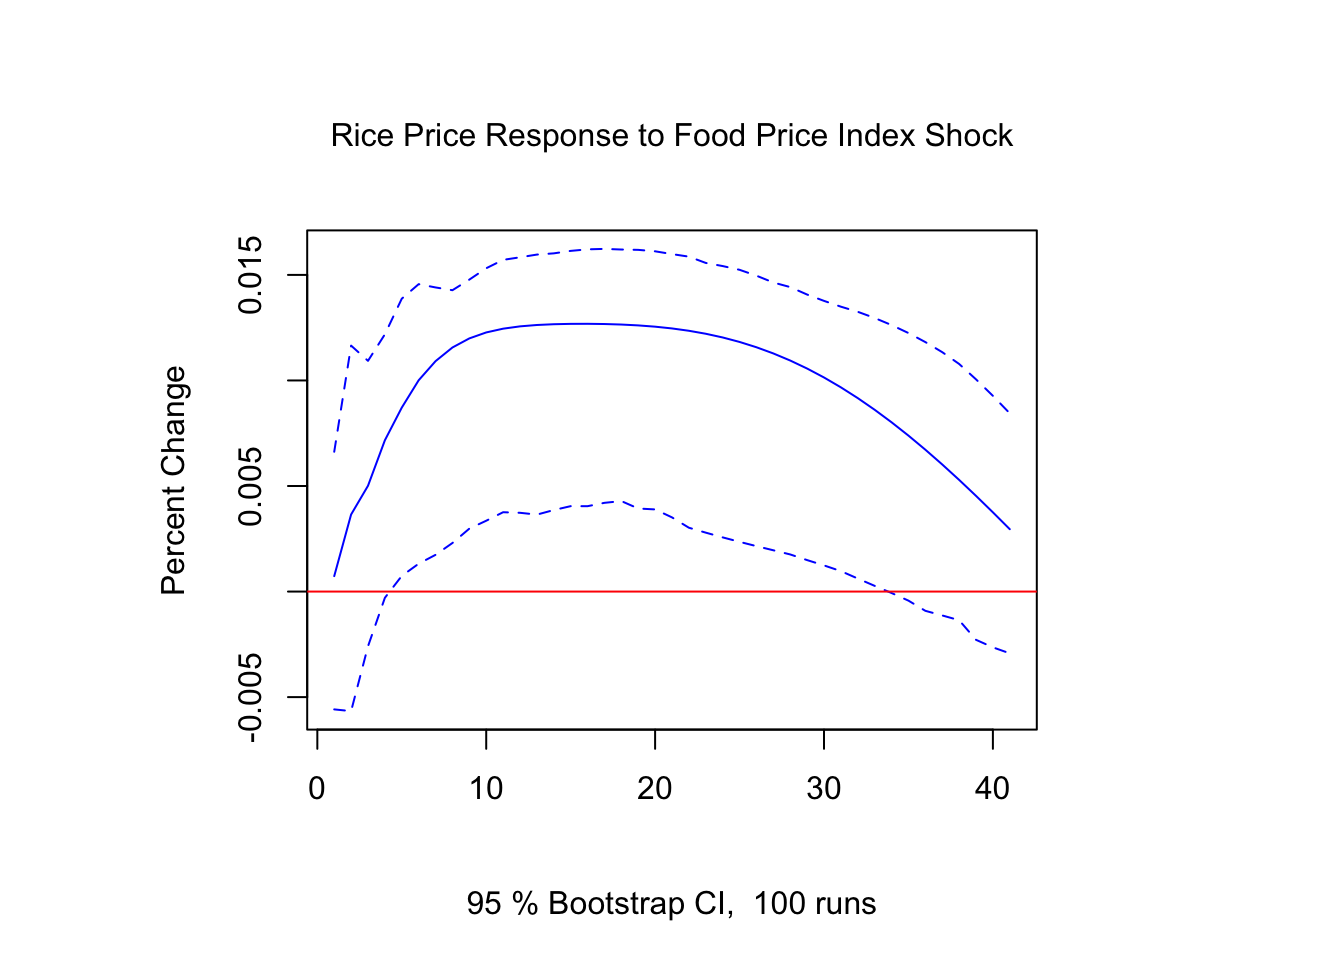 Rice Price Response to Food Price Index Shock
Percent Change
0.015
0.005
-0.005
0 10 20 30 40
95 % Bootstrap CI,  100 runs